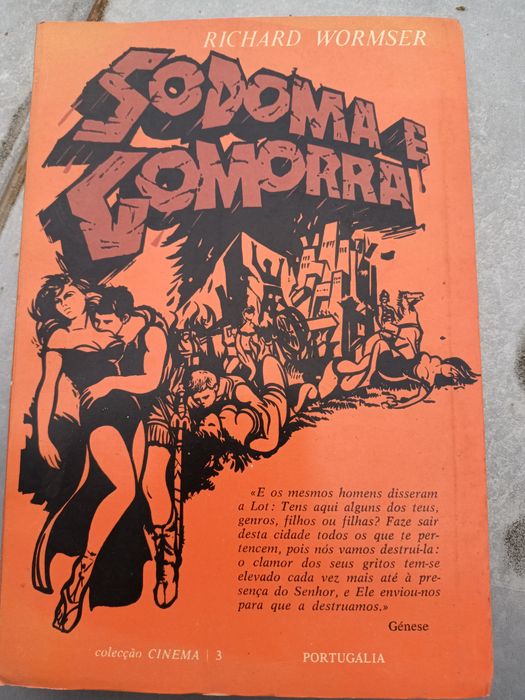 RICHARD WORMSER
SODOMA E
GOMORRA
«E os mesmos homens disseram
a Lot: Tens aqui alguns dos teus,
genros, filhos ou filhas? Faze sair
desta cidade todos os que te per-
tencem, pois nós vamos destruí-la:
o clamor dos seus gritos tem-se
elevado cada vez mais até à pre-
sença do Senhor, e Ele enviou-nos
para que a destruamos.»
Génese
colecção CINEMA | 3
PORTUGÁLIA